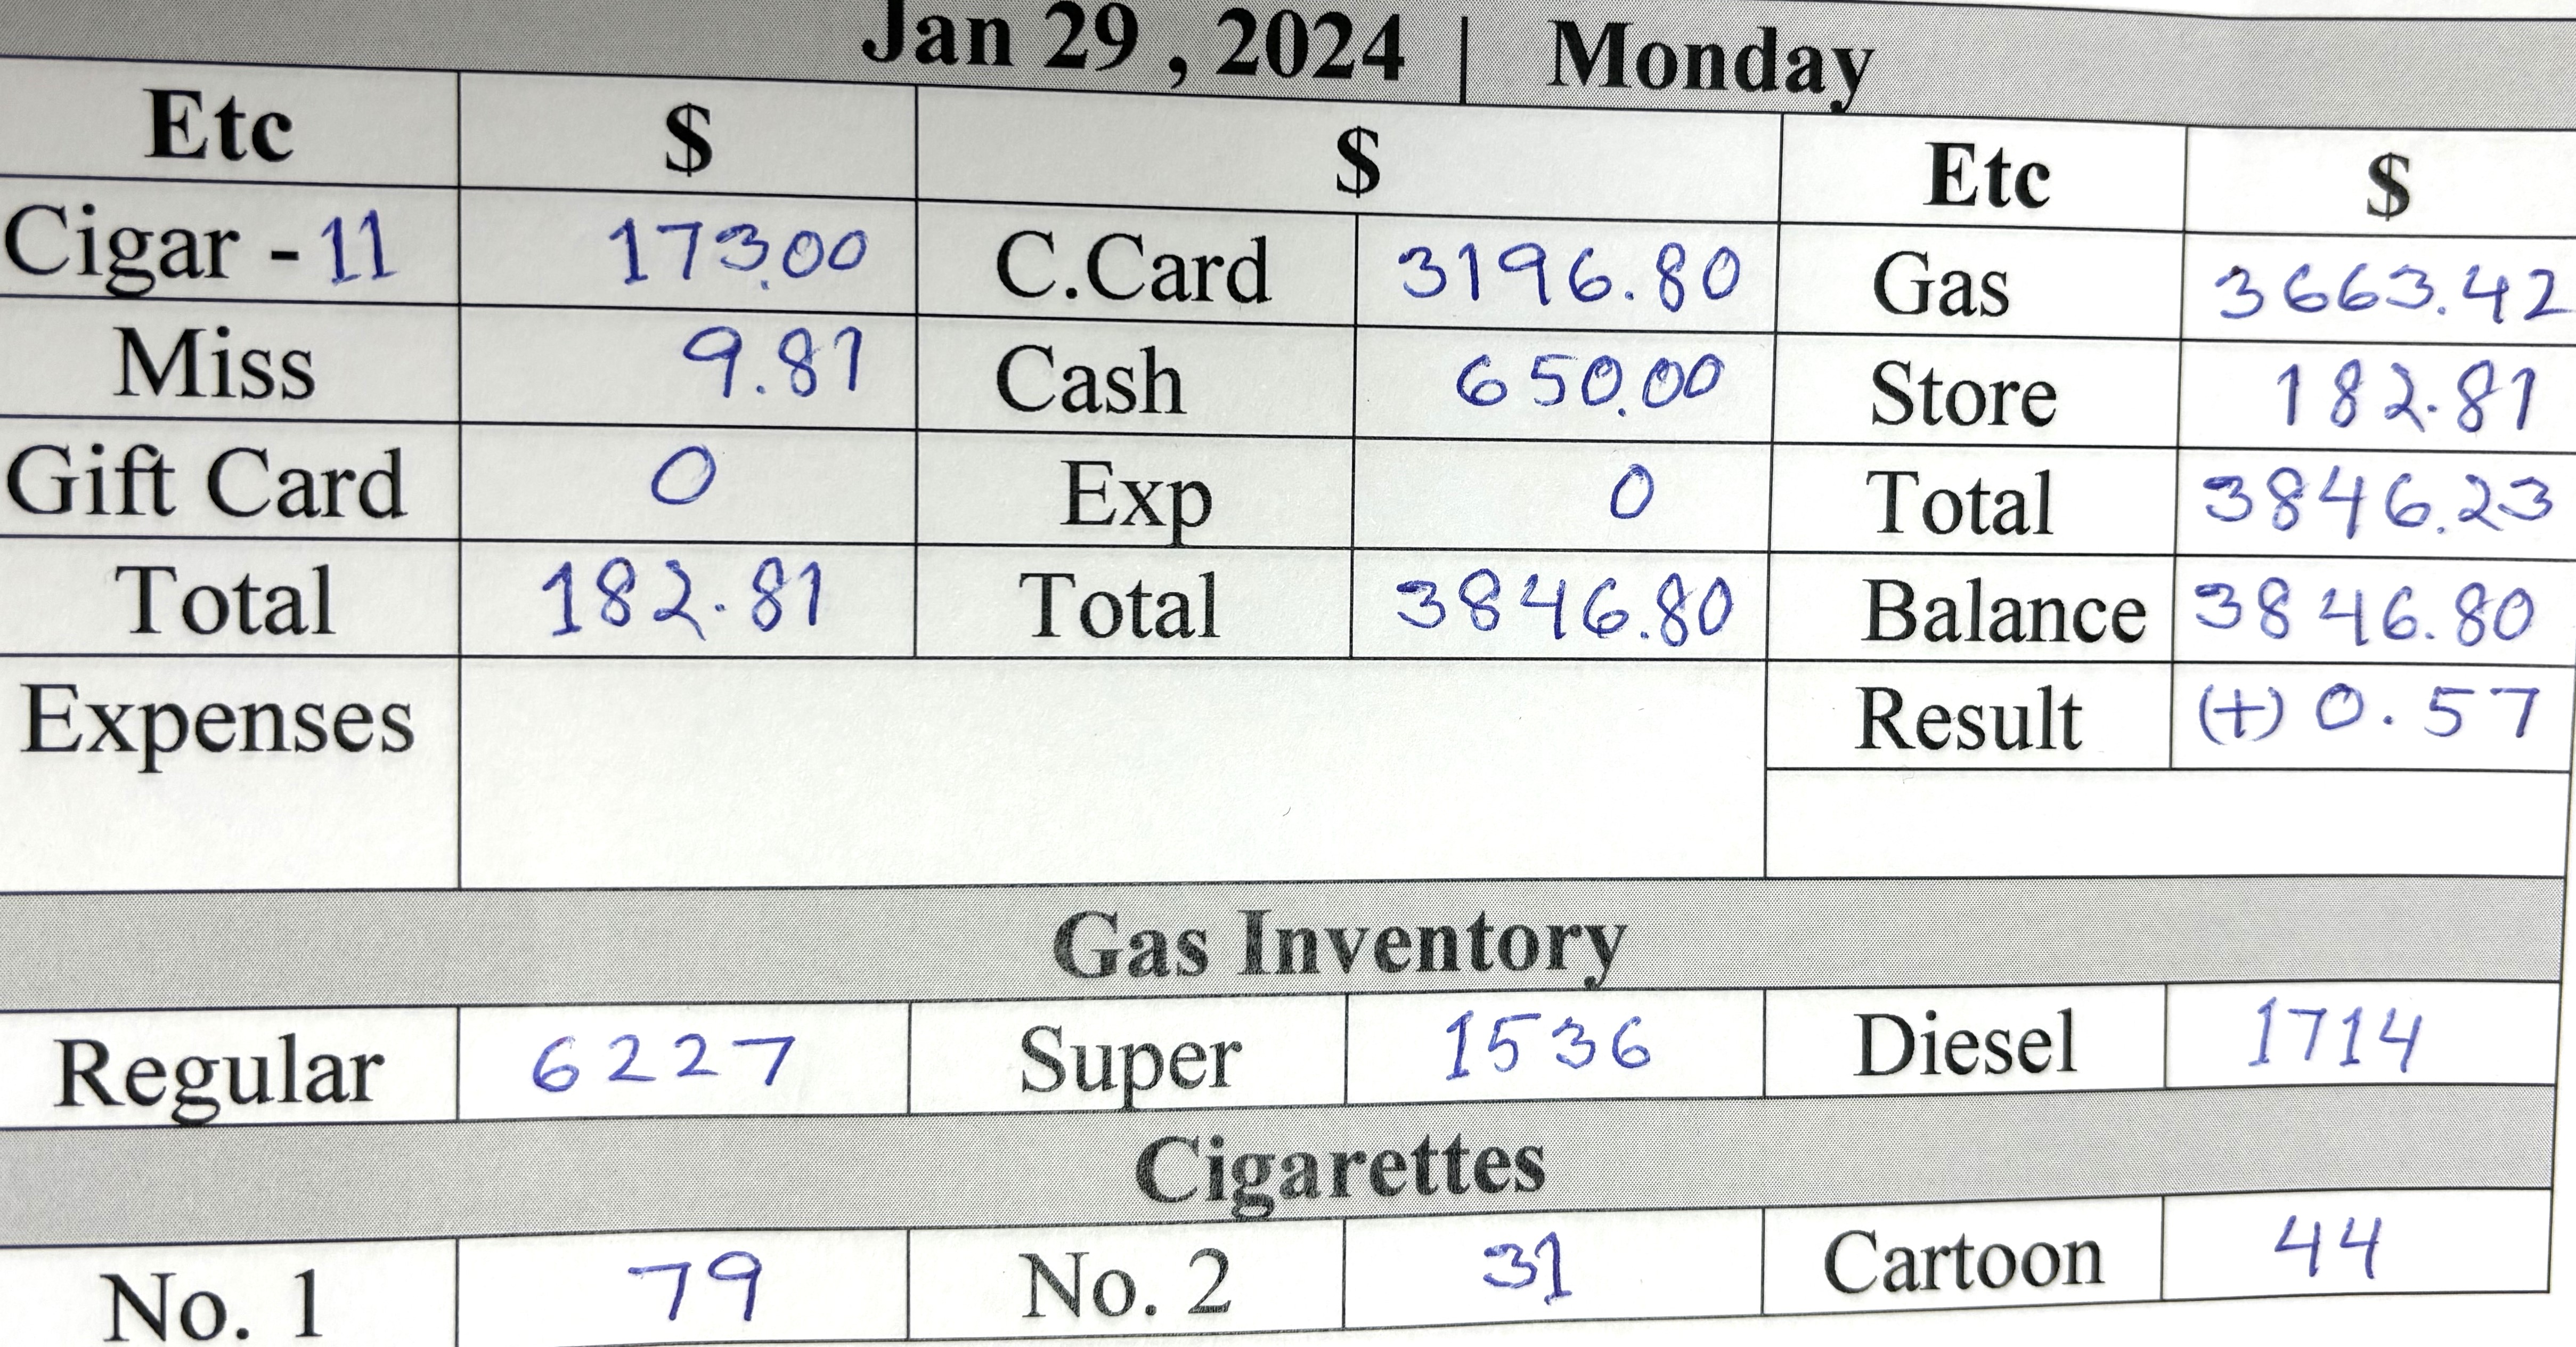 Jan 29 , 2024 | Monday
Etc $ $ Etc $
Cigar - 11 173.00 C.Card 3196.80 Gas 3663.42
Miss 9.81 Cash 650.00 Store 182.81
Gift Card 0 Exp 0 Total 3846.23
Total 182.81 Total 3846.80 Balance 3846.80
Expenses Result (+) 0.57
Gas Inventory
Regular 6227 Super 1536 Diesel 1714
Cigarettes
No. 1 79 No. 2 31 Cartoon 44